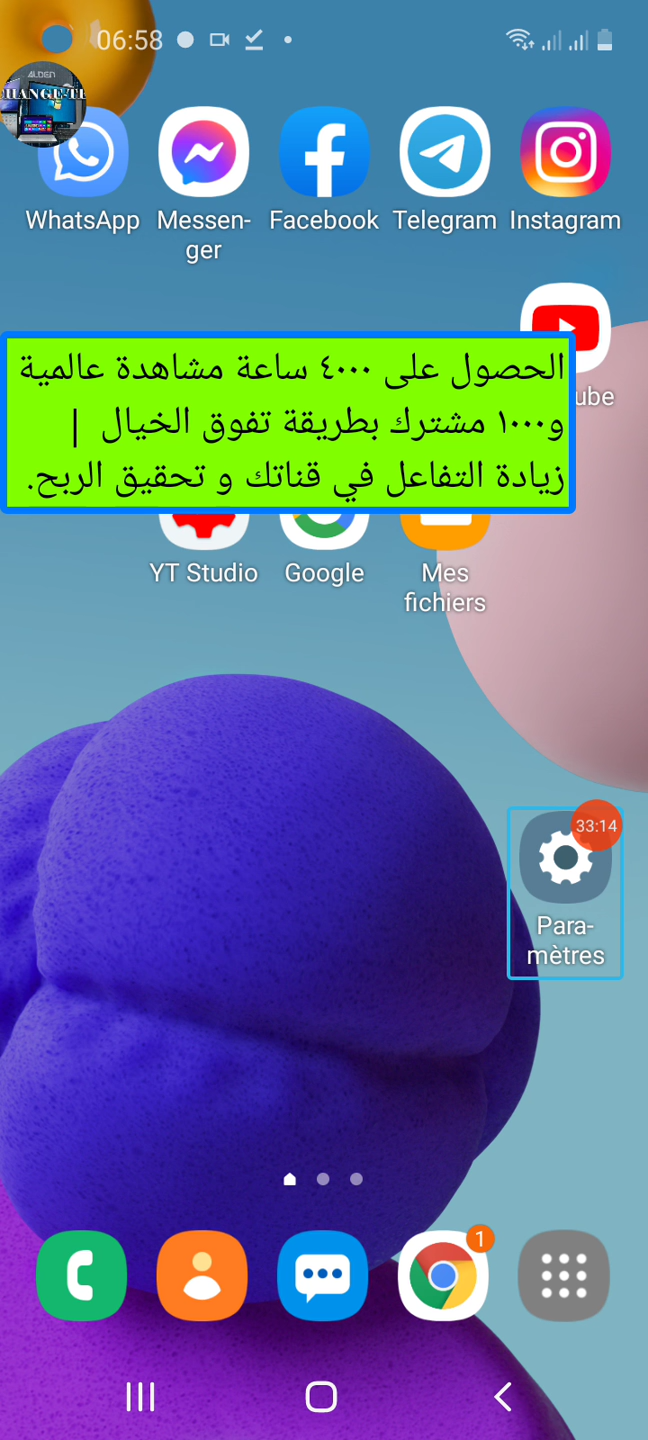 06:58
ALDEN
WhatsApp
Messen-
ger
Facebook
Telegram
Instagram
الحصول على ٤٠٠٠ ساعة مشاهدة عالمية
و١٠٠٠ مشترك بطريقة تفوق الخيال |
زيادة التفاعل في قناتك و تحقيق الربح.
ube
YT Studio
Google
Mes
fichiers
33:14
Para-
mètres
1